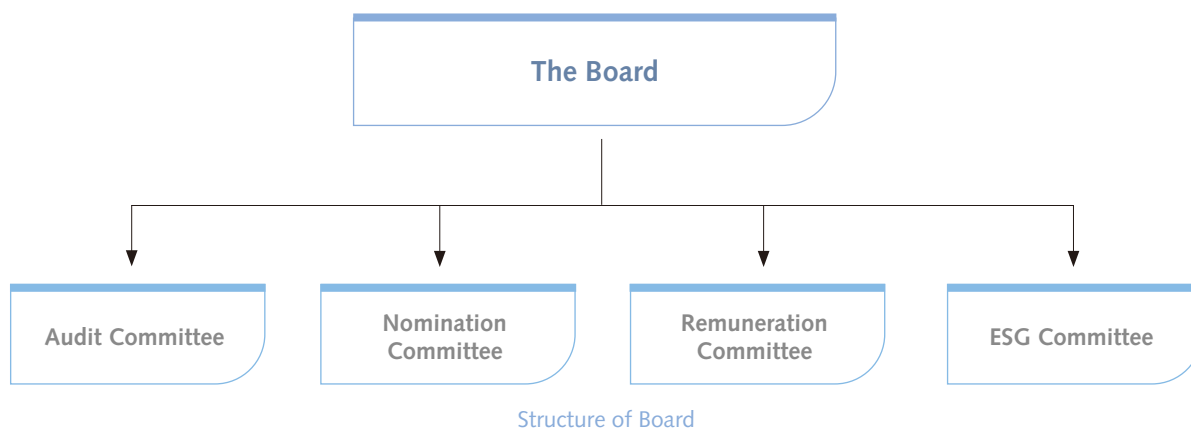 The Board
Audit Committee
Nomination
Committee
Remuneration
Committee
ESG Committee
Structure of Board